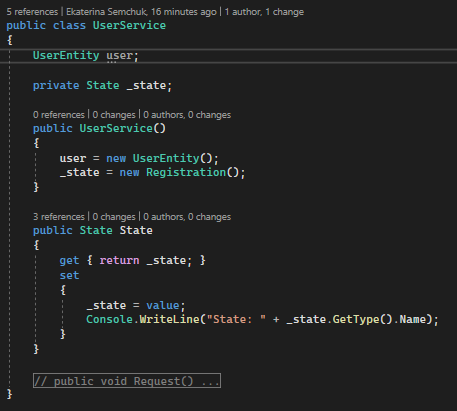 5 references | Ekaterina Semchuk, 16 minutes ago | 1 author, 1 change
public class UserService
{
UserEntity user;
private State _state;
0 references | 0 changes | 0 authors, 0 changes
public UserService()
{
user = new UserEntity();
_state = new Registration();
}
3 references | 0 changes | 0 authors, 0 changes
public State State
{
get { return _state; }
set
{
_state = value;
Console.WriteLine("State: " + _state.GetType().Name);
}
}
// public void Request() ...
}